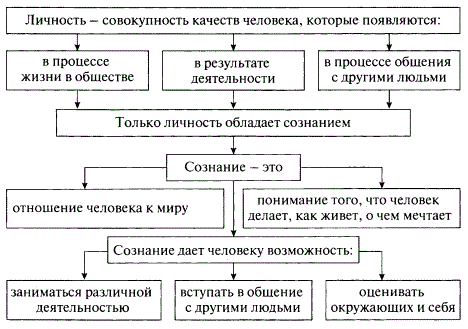 Личность – совокупность качеств человека, которые появляются:
в процессе
жизни в обществе
в результате
деятельности
в процессе общения
с другими людьми
Только личность обладает сознанием
Сознание – это
отношение человека к миру
понимание того, что человек
делает, как живет, о чем мечтает
Сознание дает человеку возможность:
заниматься различной
деятельностью
вступать в общение
с другими людьми
оценивать
окружающих и себя